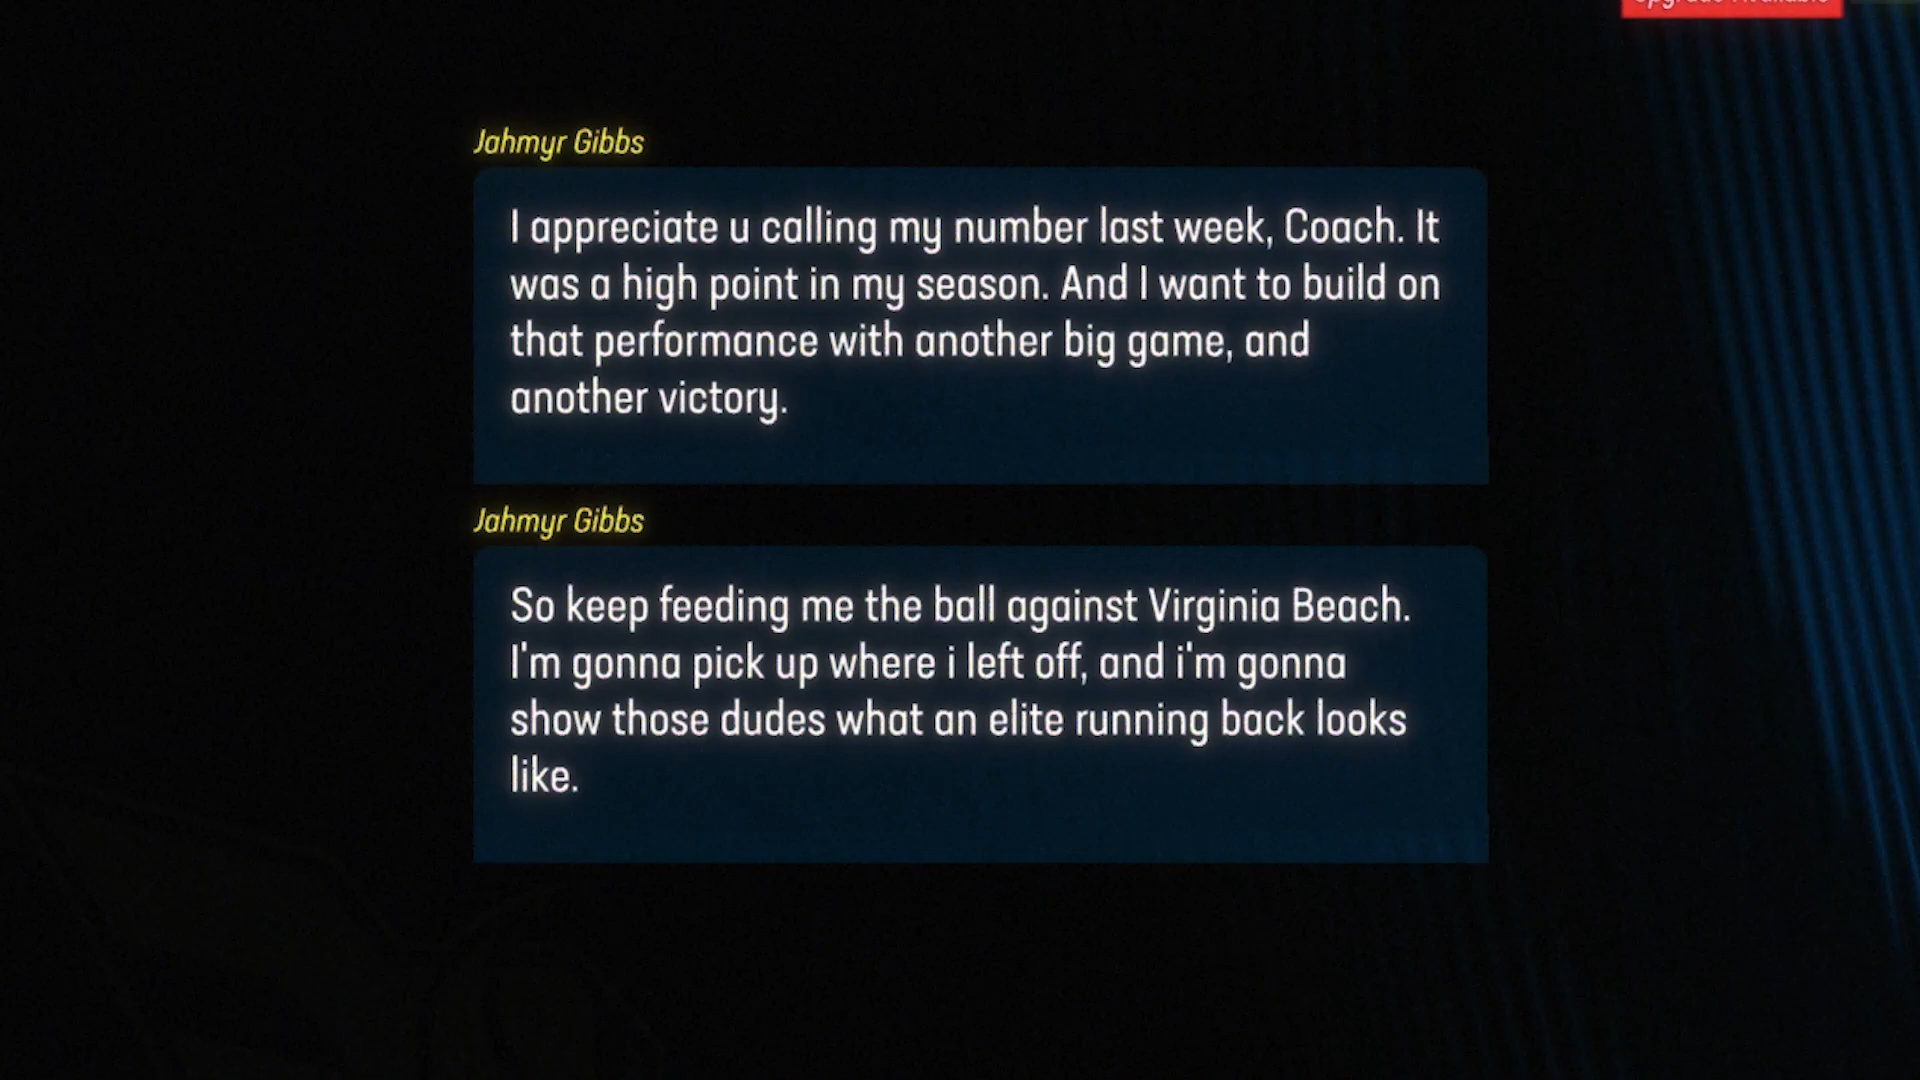 Jahmyr Gibbs
I appreciate u calling my number last week, Coach. It
was a high point in my season. And I want to build on
that performance with another big game, and
another victory.
Jahmyr Gibbs
So keep feeding me the ball against Virginia Beach.
I'm gonna pick up where i left off, and i'm gonna
show those dudes what an elite running back looks
like.